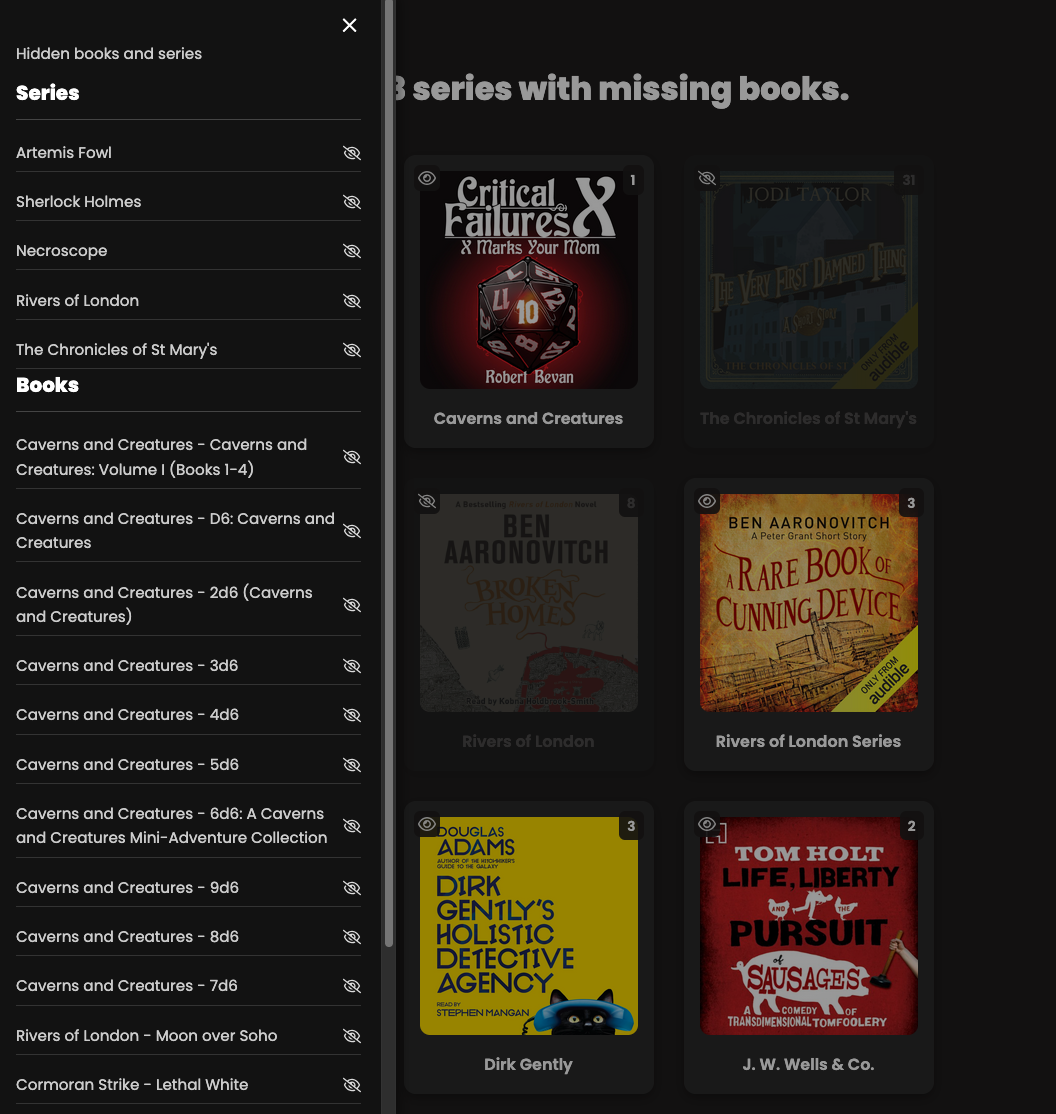 Hidden books and series
Series
Artemis Fowl
Sherlock Holmes
Necroscope
Rivers of London
The Chronicles of St Mary's
Books
Caverns and Creatures - Caverns and
Creatures: Volume I (Books 1-4)
Caverns and Creatures - D6: Caverns and
Creatures
Caverns and Creatures - 2d6 (Caverns
and Creatures)
Caverns and Creatures - 3d6
Caverns and Creatures - 4d6
Caverns and Creatures - 5d6
Caverns and Creatures - 6d6: A Caverns
and Creatures Mini-Adventure Collection
Caverns and Creatures - 9d6
Caverns and Creatures - 8d6
Caverns and Creatures - 7d6
Rivers of London - Moon over Soho
Cormoran Strike - Lethal White
3 series with missing books.
1
Critical
Failures X
X Marks Your Mom
10
Robert Bevan
Caverns and Creatures
31
JODI TAYLOR
THE VERY FIRST DAMNED THING
A Short Story
ONLY FROM
audible
THE CHRONICLES OF ST
The Chronicles of St Mary's
8
A Bestselling Rivers of London Novel
BEN
AARONOVITCH
BROKEN
HOMES
Read by Kobna Holdbrook-Smith
Rivers of London
3
BEN AARONOVITCH
A Peter Grant Short Story
A RARE BOOK OF
CUNNING DEVICE
ONLY FROM
audible
Rivers of London Series
3
DOUGLAS
ADAMS
AUTHOR OF THE HITCHHIKER'S
GUIDE TO THE GALAXY
DIRK
GENTLY'S
HOLISTIC
DETECTIVE
AGENCY
READ BY
STEPHEN MANGAN
Dirk Gently
2
TOM HOLT
LIFE, LIBERTY
AND THE
PURSUIT
of
SAUSAGES
A COMEDY OF
TRANSDIMENSIONAL TOMFOOLERY
J. W. Wells & Co.